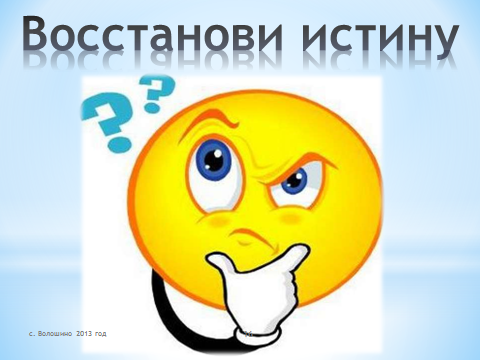 Восстанови истину
? ?
с. Волошино 2013 год